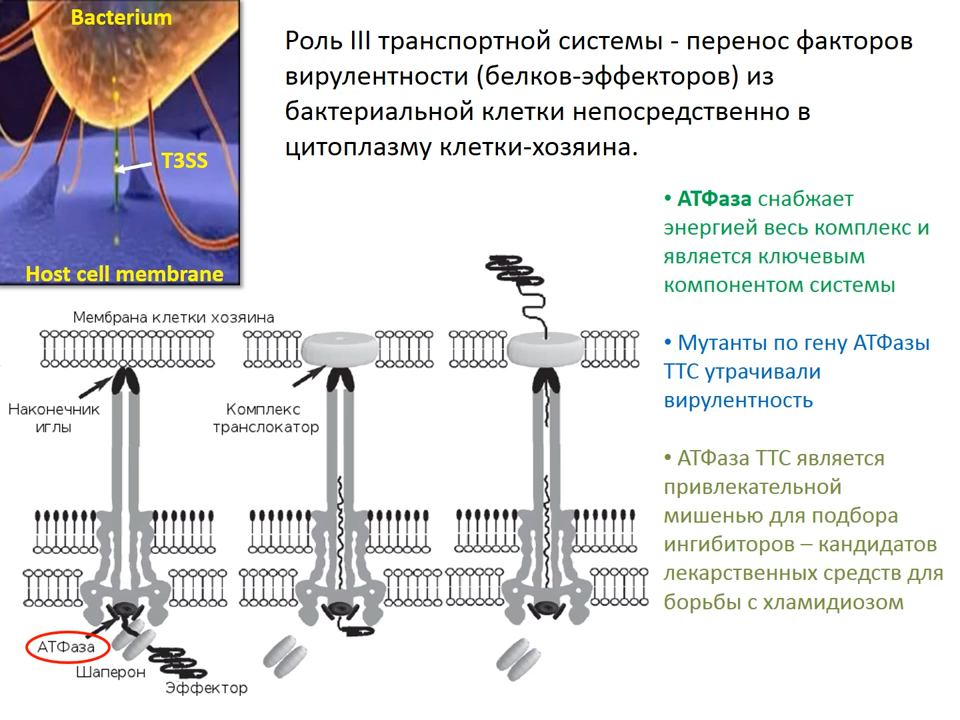 Bacterium
T3SS
Host cell membrane
Роль III транспортной системы - перенос факторов
вирулентности (белков-эффекторов) из
бактериальной клетки непосредственно в
цитоплазму клетки-хозяина.
• АТФаза снабжает
энергией весь комплекс и
является ключевым
компонентом системы
• Мутанты по гену АТФазы
ТТС утрачивали
вирулентность
• АТФаза ТТС является
привлекательной
мишенью для подбора
ингибиторов – кандидатов
лекарственных средств для
борьбы с хламидиозом
Мембрана клетки хозяина
Наконечник
иглы
Комплекс
транслокатор
АТФаза
Шаперон
Эффектор